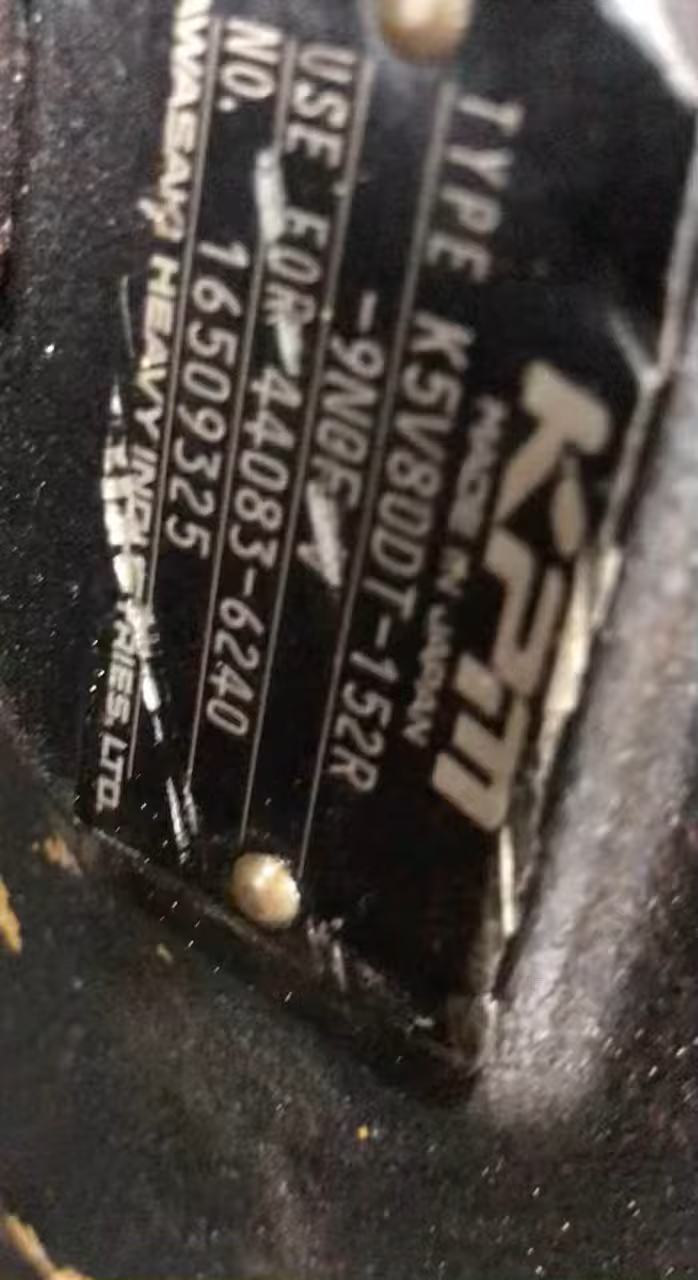 KPM
MADE IN JAPAN
TYPE K5V80DT-152R
-9N0F
USE FOR 44083-6240
NO. 16509325
KAWASAKI HEAVY INDUSTRIES, LTD.